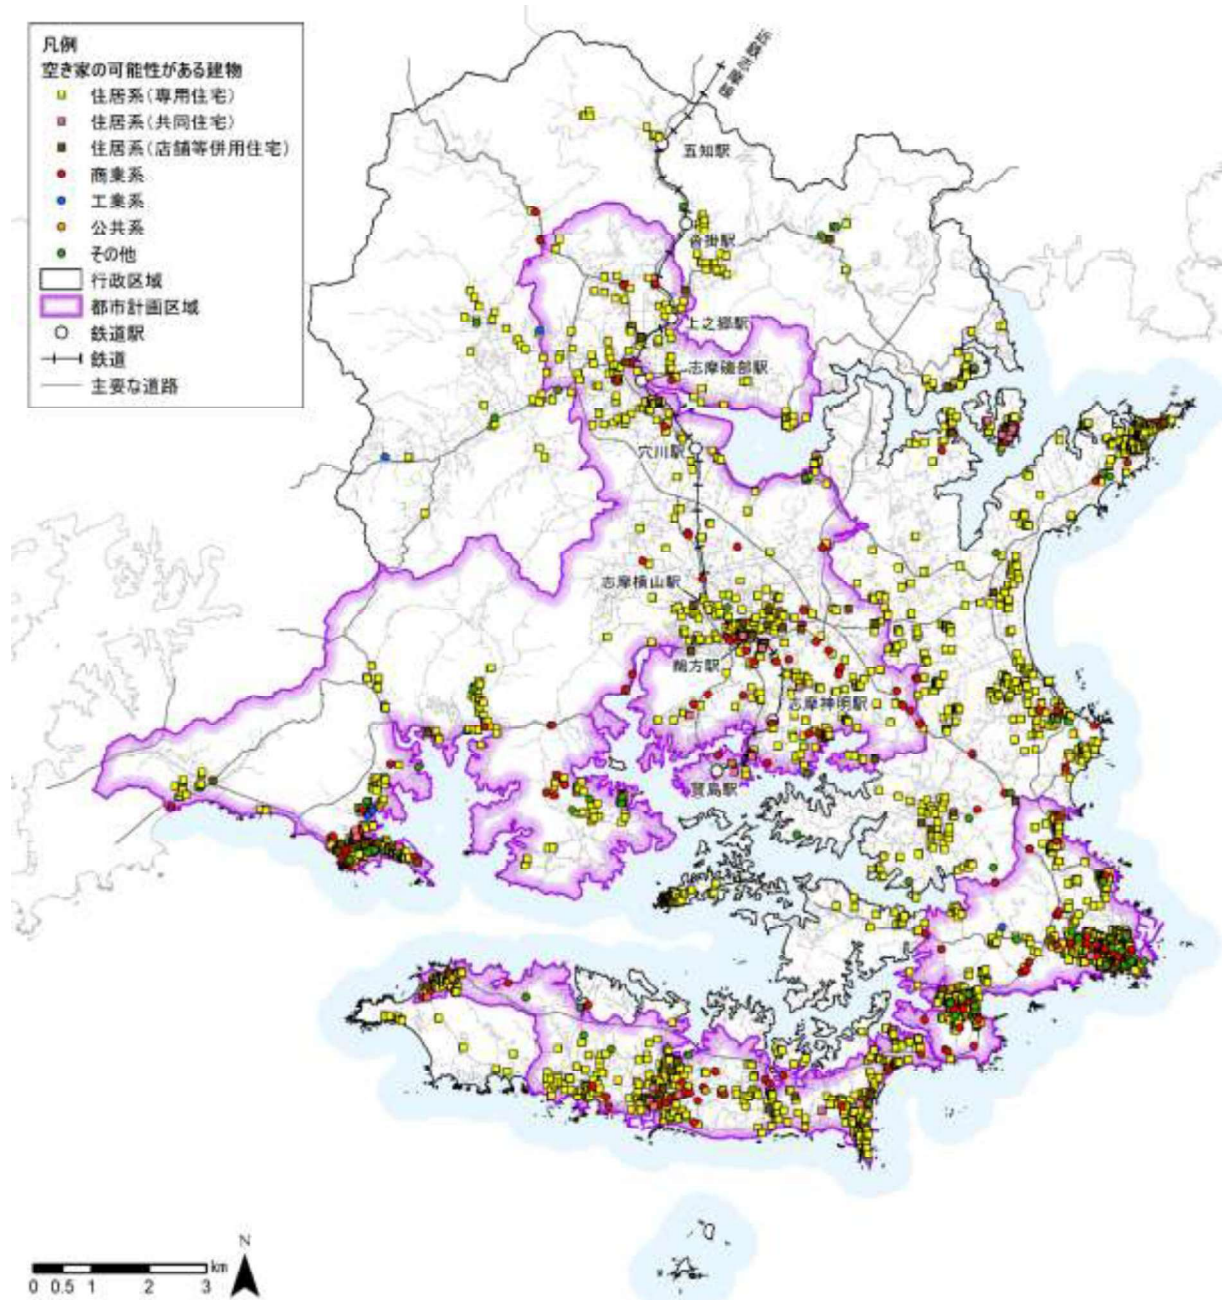 凡例
空き家の可能性がある建物
住居系(専用住宅)
住居系(共同住宅)
住居系(店舗等併用住宅)
商業系
工業系
公共系
その他
行政区域
都市計画区域
鉄道駅
鉄道
主要な道路
近鉄志摩線
五知駅
沓掛駅
上之郷駅
志摩磯部駅
穴川駅
志摩横山駅
鵜方駅
志摩神明駅
賢島駅
N
km
0 0.5 1 2 3